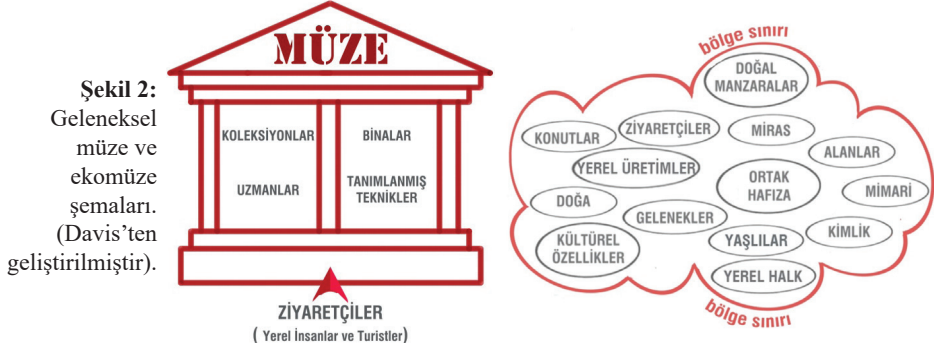 Şekil 2:
Geleneksel
müze ve
ekomüze
şemaları.
(Davis’ten
geliştirilmiştir).
MÜZE
KOLEKSİYONLAR
BİNALAR
UZMANLAR
TANIMLANMIŞ
TEKNİKLER
ZİYARETÇİLER
( Yerel İnsanlar ve Turistler)
bölge sınırı
DOĞAL
MANZARALAR
KONUTLAR
ZİYARETÇİLER
MİRAS
ALANLAR
YEREL ÜRETİMLER
ORTAK
HAFIZA
MİMARİ
DOĞA
GELENEKLER
KİMLİK
KÜLTÜREL
ÖZELLİKLER
YAŞLILAR
YEREL HALK
bölge sınırı